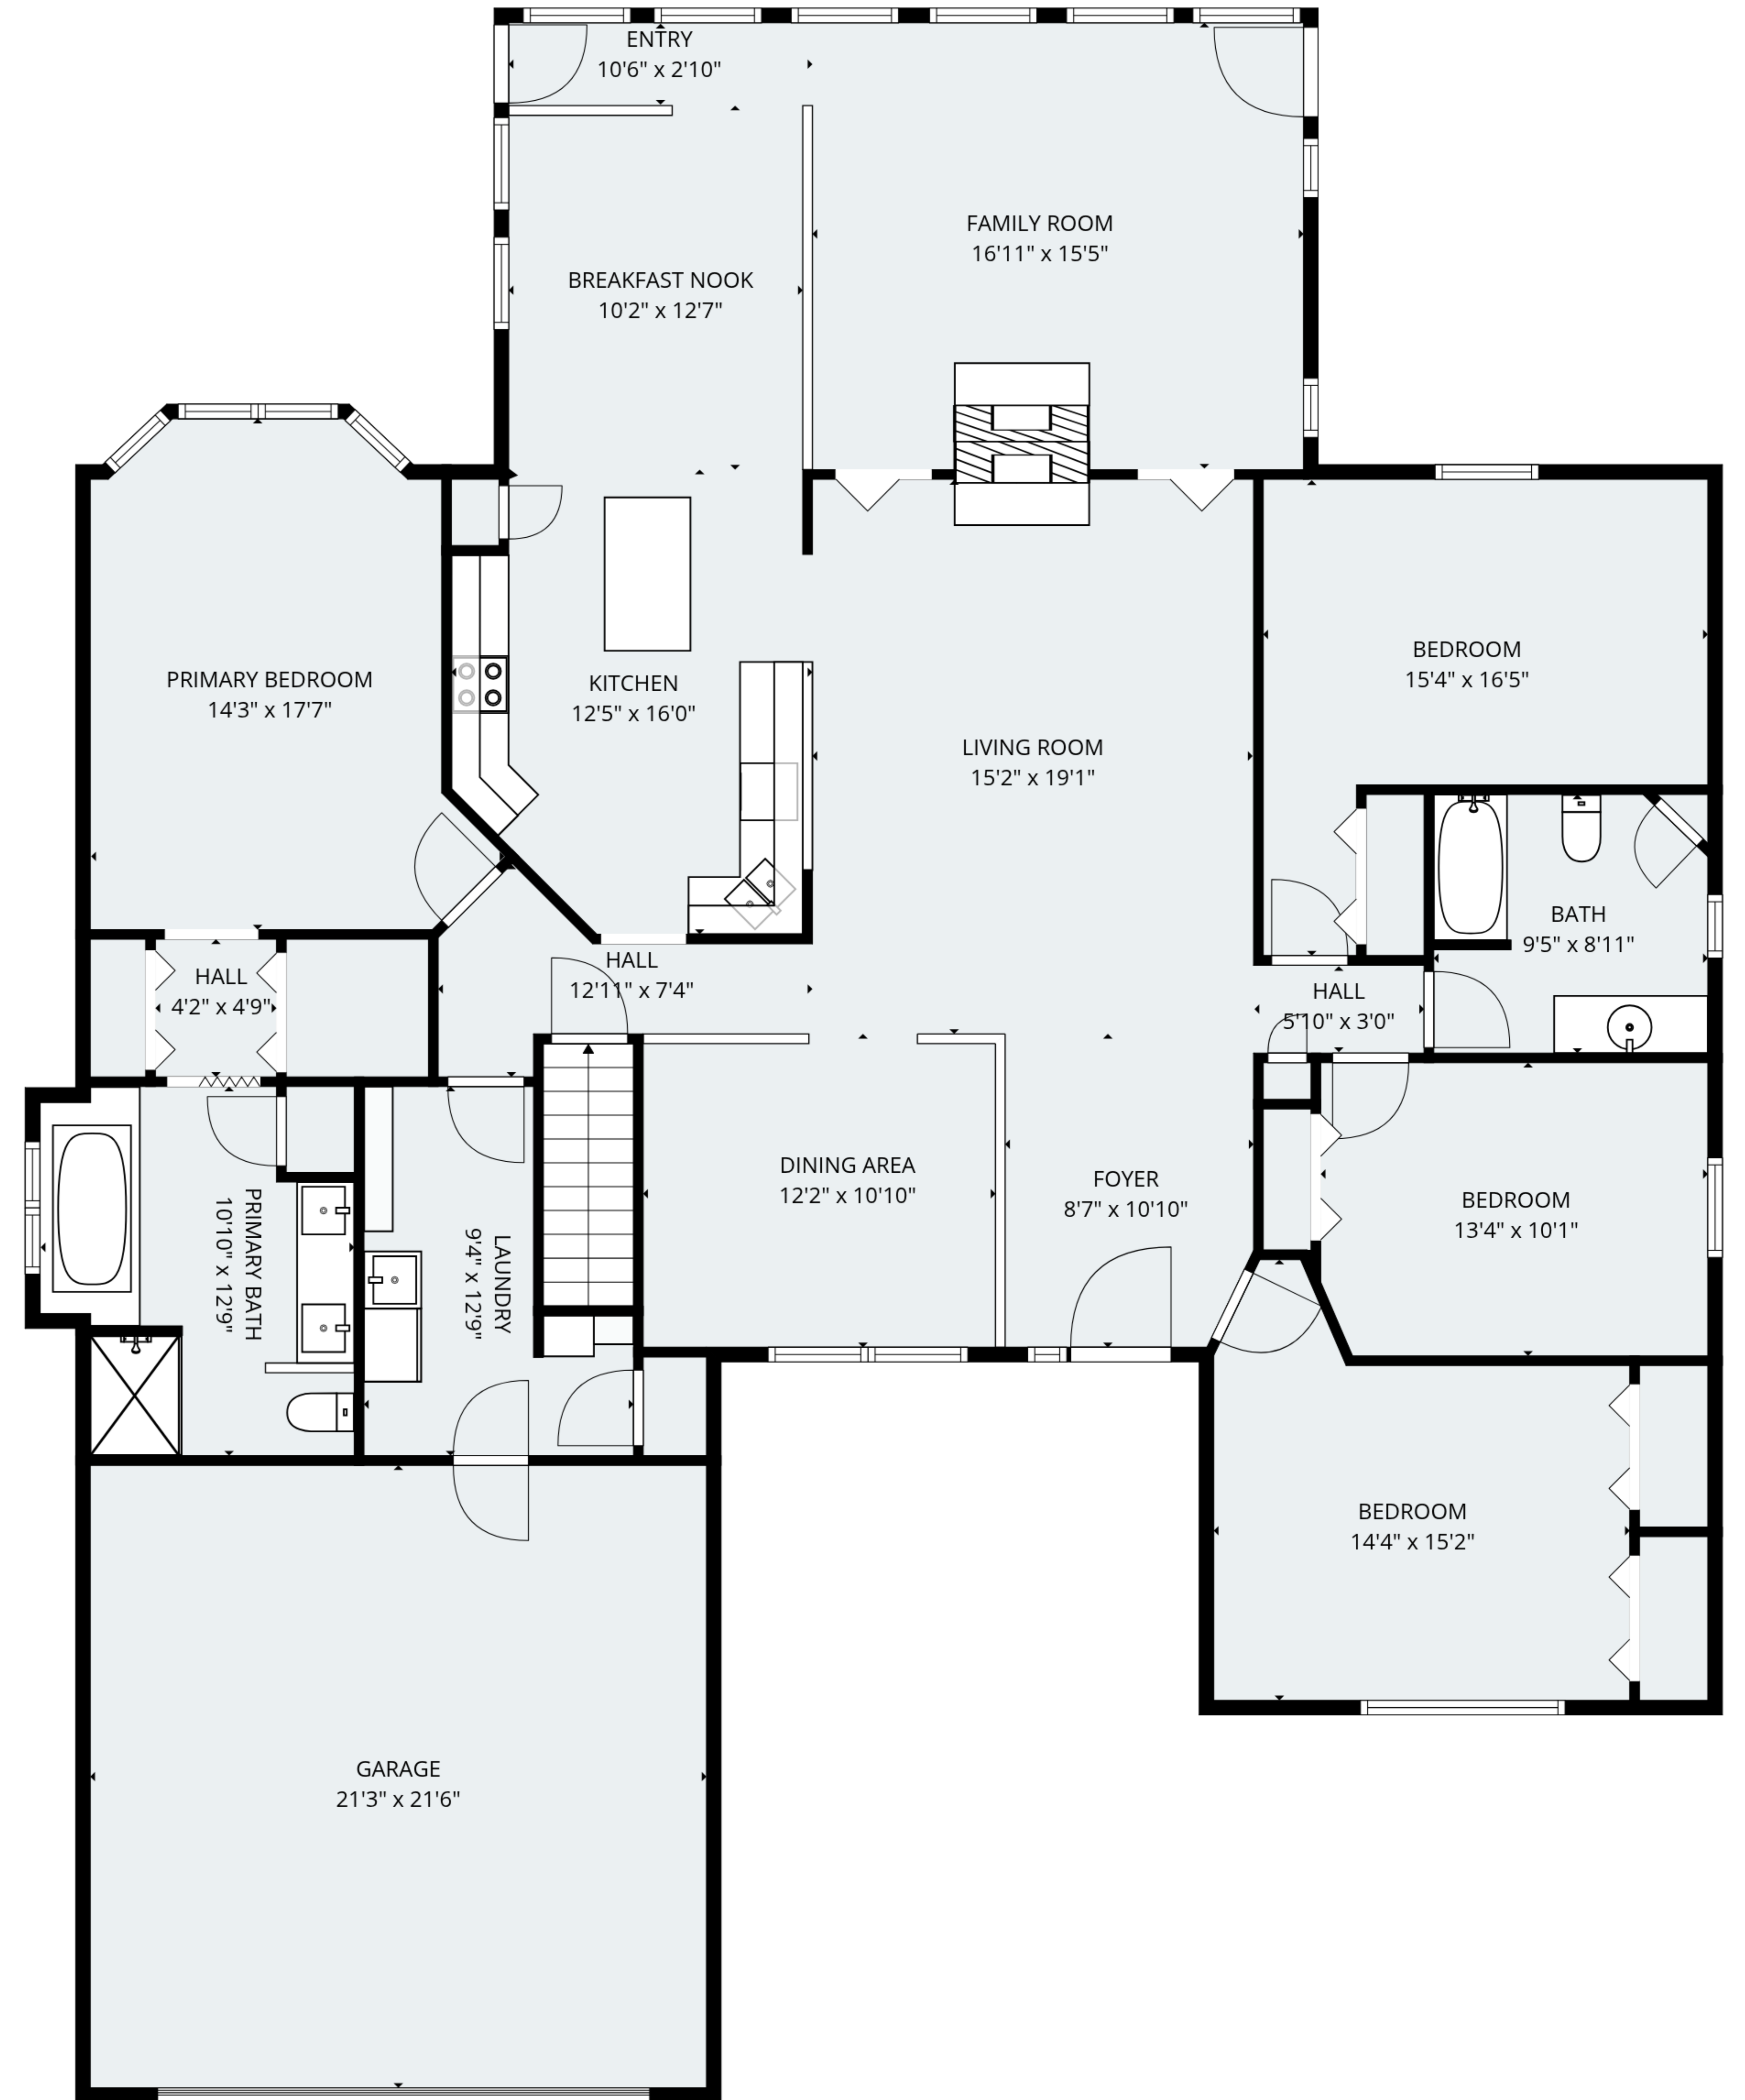 ENTRY
10'6" x 2'10"
FAMILY ROOM
16'11" x 15'5"
BREAKFAST NOOK
10'2" x 12'7"
PRIMARY BEDROOM
14'3" x 17'7"
KITCHEN
12'5" x 16'0"
LIVING ROOM
15'2" x 19'1"
BEDROOM
15'4" x 16'5"
BATH
9'5" x 8'11"
HALL
4'2" x 4'9"
HALL
12'11" x 7'4"
HALL
5'10" x 3'0"
PRIMARY BATH
10'10" x 12'9"
LAUNDRY
9'4" x 12'9"
DINING AREA
12'2" x 10'10"
FOYER
8'7" x 10'10"
BEDROOM
13'4" x 10'1"
BEDROOM
14'4" x 15'2"
GARAGE
21'3" x 21'6"